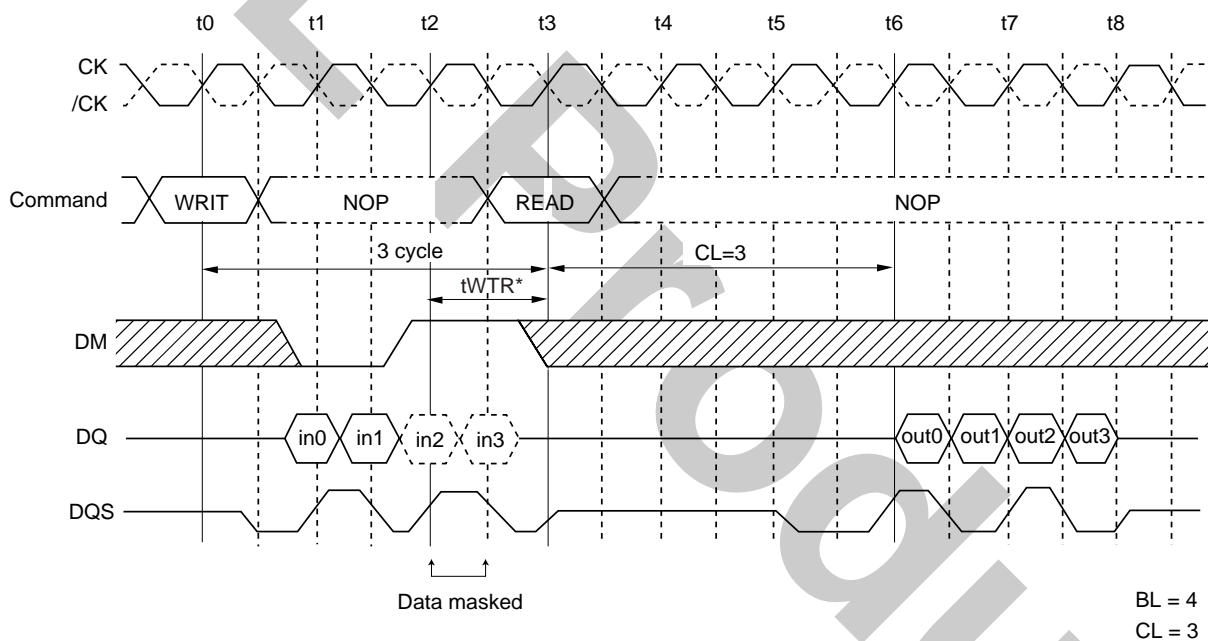 t0 t1 t2 t3 t4 t5 t6 t7 t8
CK
/CK
Command WRIT NOP READ NOP
3 cycle CL=3
tWTR*
DM
DQ in0 in1 in2 in3 out0 out1 out2 out3
DQS
Data masked
BL = 4
CL = 3